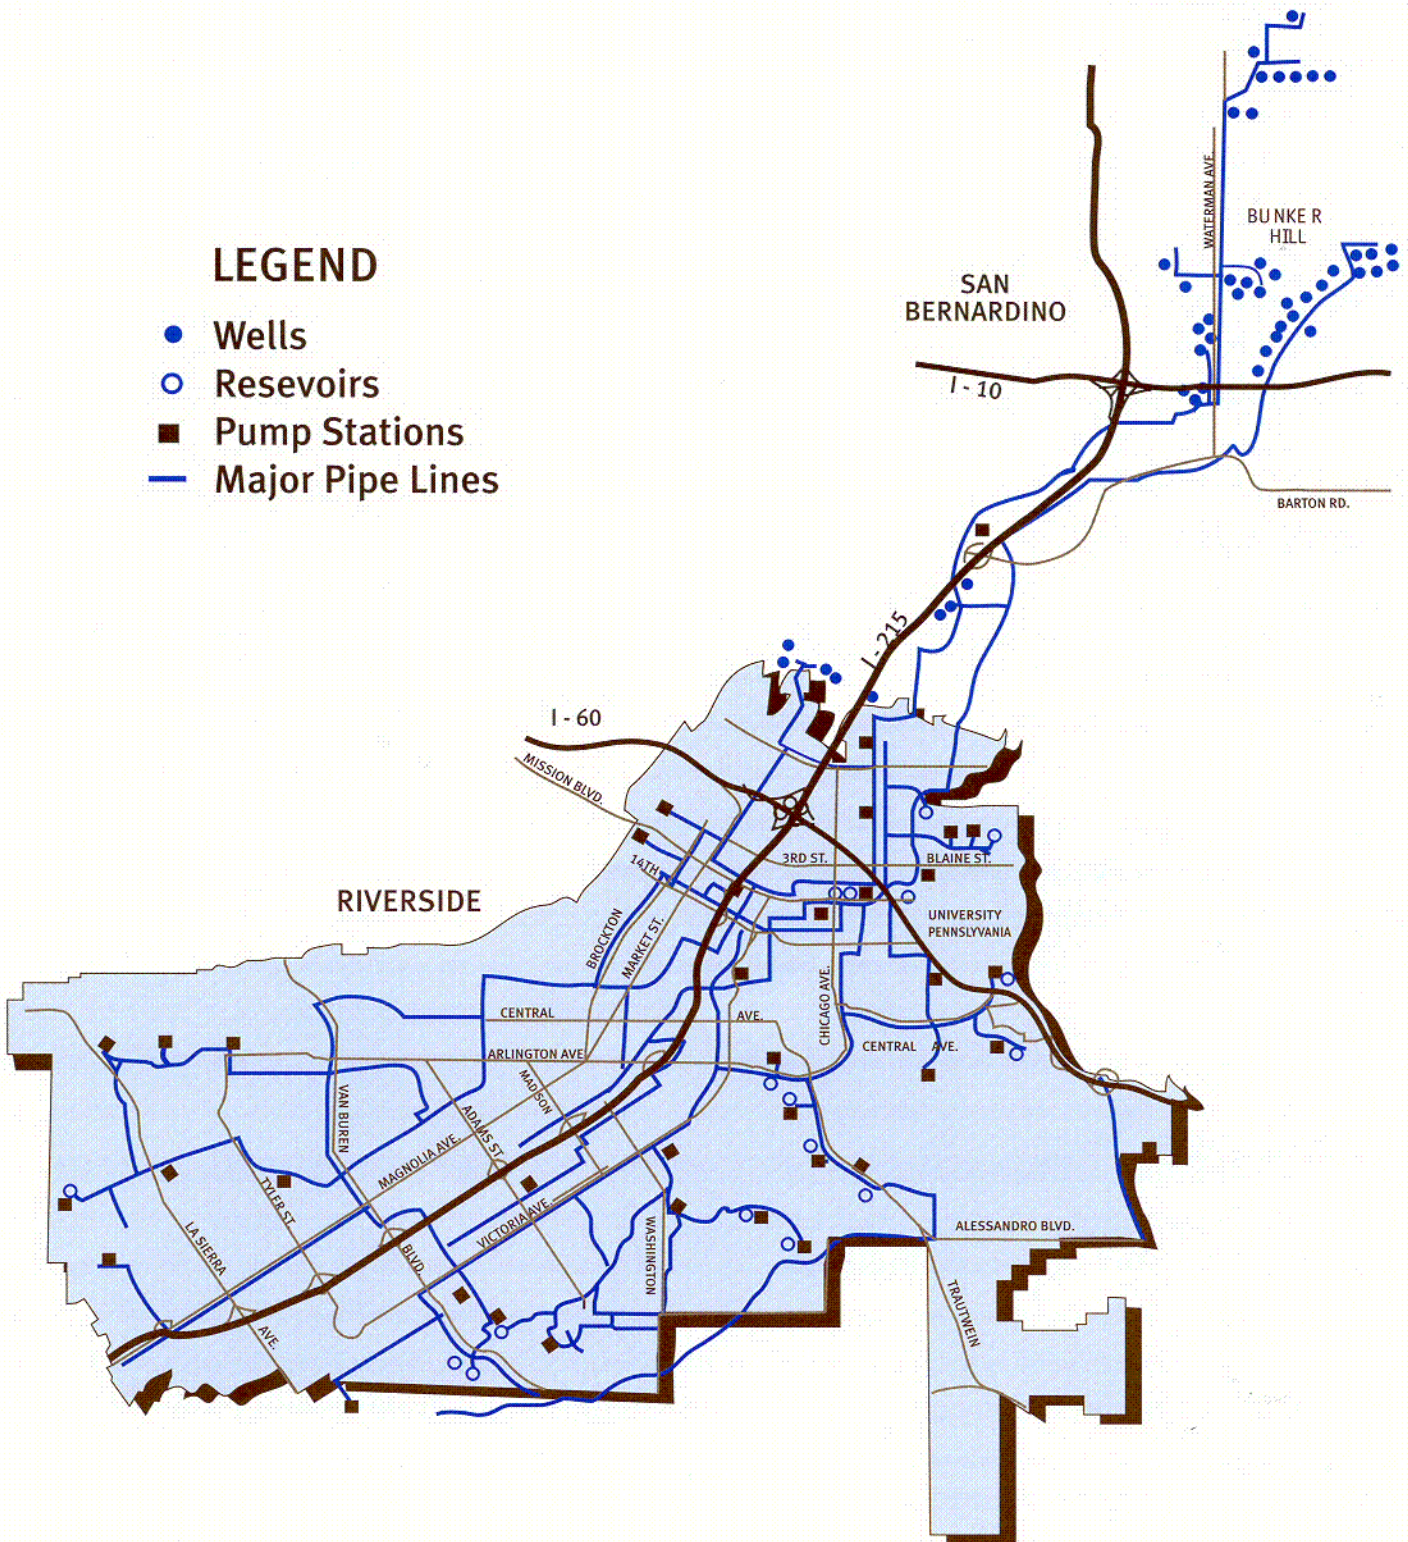 WATERMAN AVE.
BUNKER
HILL
LEGEND
SAN
BERNARDINO
Wells
Resevoirs
I - 10
Pump Stations
Major Pipe Lines
BARTON RD.
I - 215
I - 60
MISSION BLVD.
3RD ST.
BLAINE ST.
14TH
RIVERSIDE
UNIVERSITY
PENNSLYVANIA
BROCKTON
MARKET ST.
CHICAGO AVE.
CENTRAL
AVE.
CENTRAL AVE.
ARLINGTON AVE.
MADISON
VAN BUREN
ADAMS ST.
MAGNOLIA AVE.
TYLER ST.
LA SIERRA
VICTORIA AVE.
WASHINGTON
ALESSANDRO BLVD.
BLVD.
AVE.
TRAUTWEIN